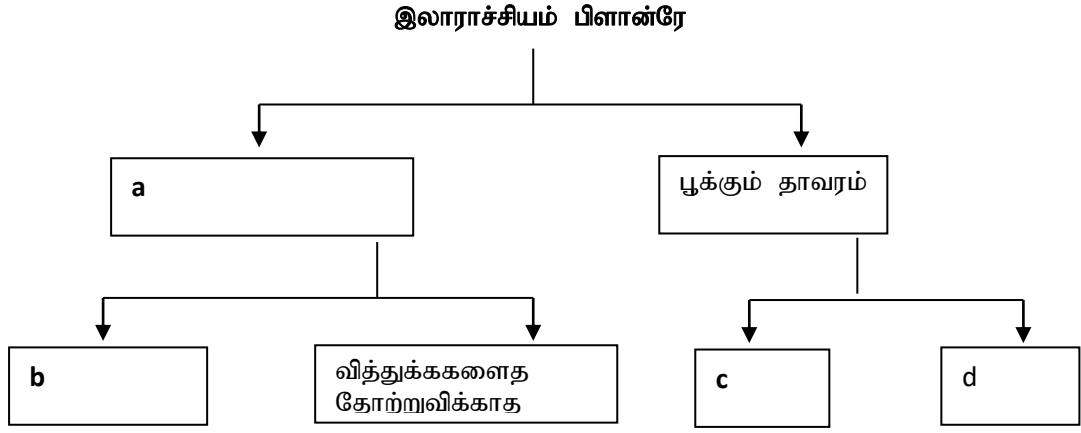 இலாராச்சியம் பிளான்ரே
a
பூக்கும் தாவரம்
b
வித்துக்ககளைத
தோற்றுவிக்காத
c
d